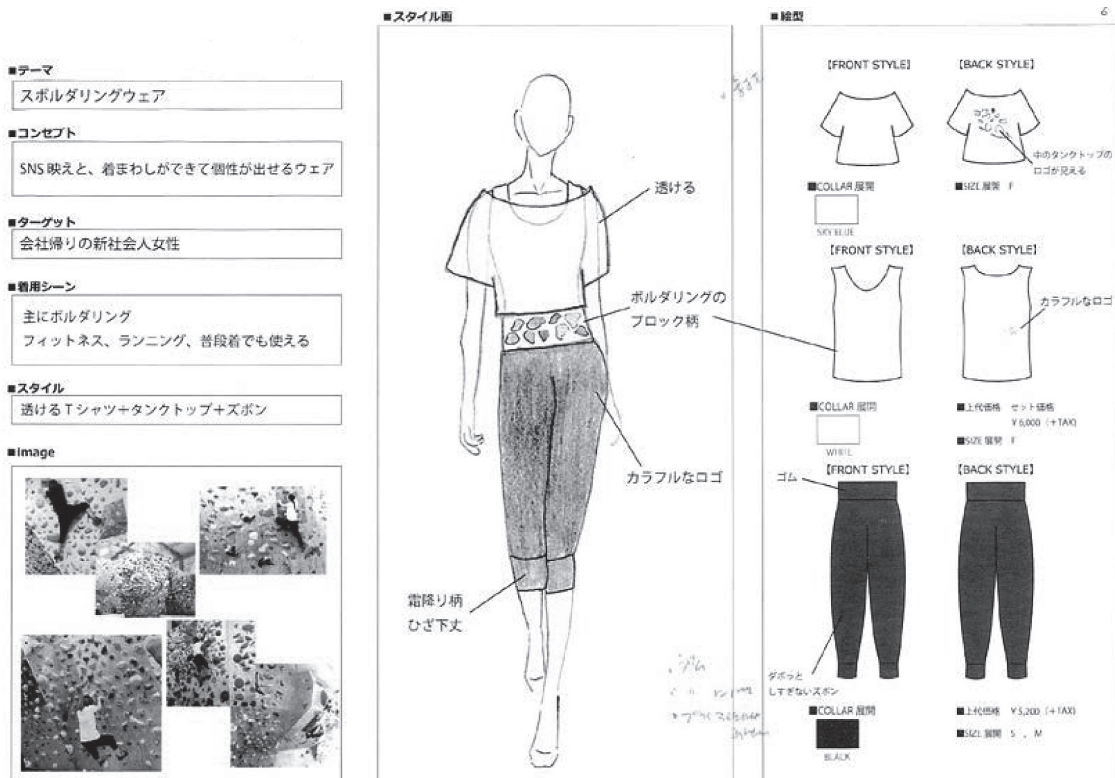 ■テーマ
スボルダリングウェア
■コンセプト
SNS 映えと、着まわしができて個性が出せるウェア
■ターゲット
会社帰りの新社会人女性
■着用シーン
主にボルダリング
フィットネス、ランニング、普段着でも使える
■スタイル
透けるTシャツ＋タンクトップ＋ズボン
■Image
■スタイル画
透ける
ボルダリングの
ブロック柄
カラフルなロゴ
霜降り柄
ひざ下丈
ジム
■絵型
6
【FRONT STYLE】
【BACK STYLE】
中のタンクトップの
ロゴが見える
■COLLAR 展開
■SIZE 展開 F
SKY BLUE
【FRONT STYLE】
【BACK STYLE】
カラフルなロゴ
■COLLAR 展開
■上代価格 セット価格
￥6,000（＋TAX）
WHITE
■SIZE 展開 F
【FRONT STYLE】
【BACK STYLE】
ゴム
ダボっと
しすぎないズボン
■COLLAR 展開
■上代価格 ￥5,200（＋TAX）
■SIZE 展開 S , M
BLACK